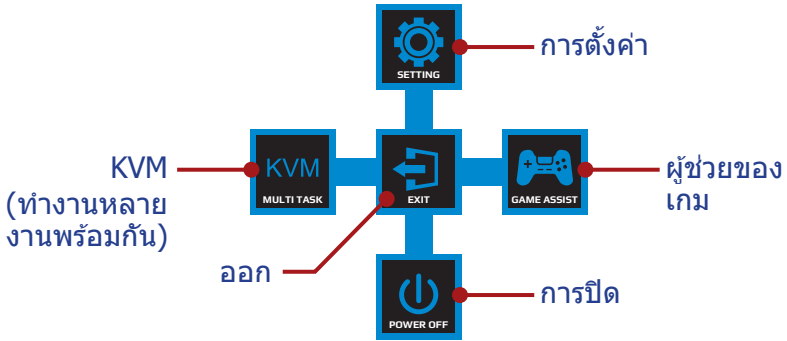 SETTING
การตั้งค่า
KVM
(ทำงานหลาย
งานพร้อมกัน)
KVM
MULTI TASK
EXIT
GAME ASSIST
ผู้ช่วยของ
เกม
ออก
POWER OFF
การปิด